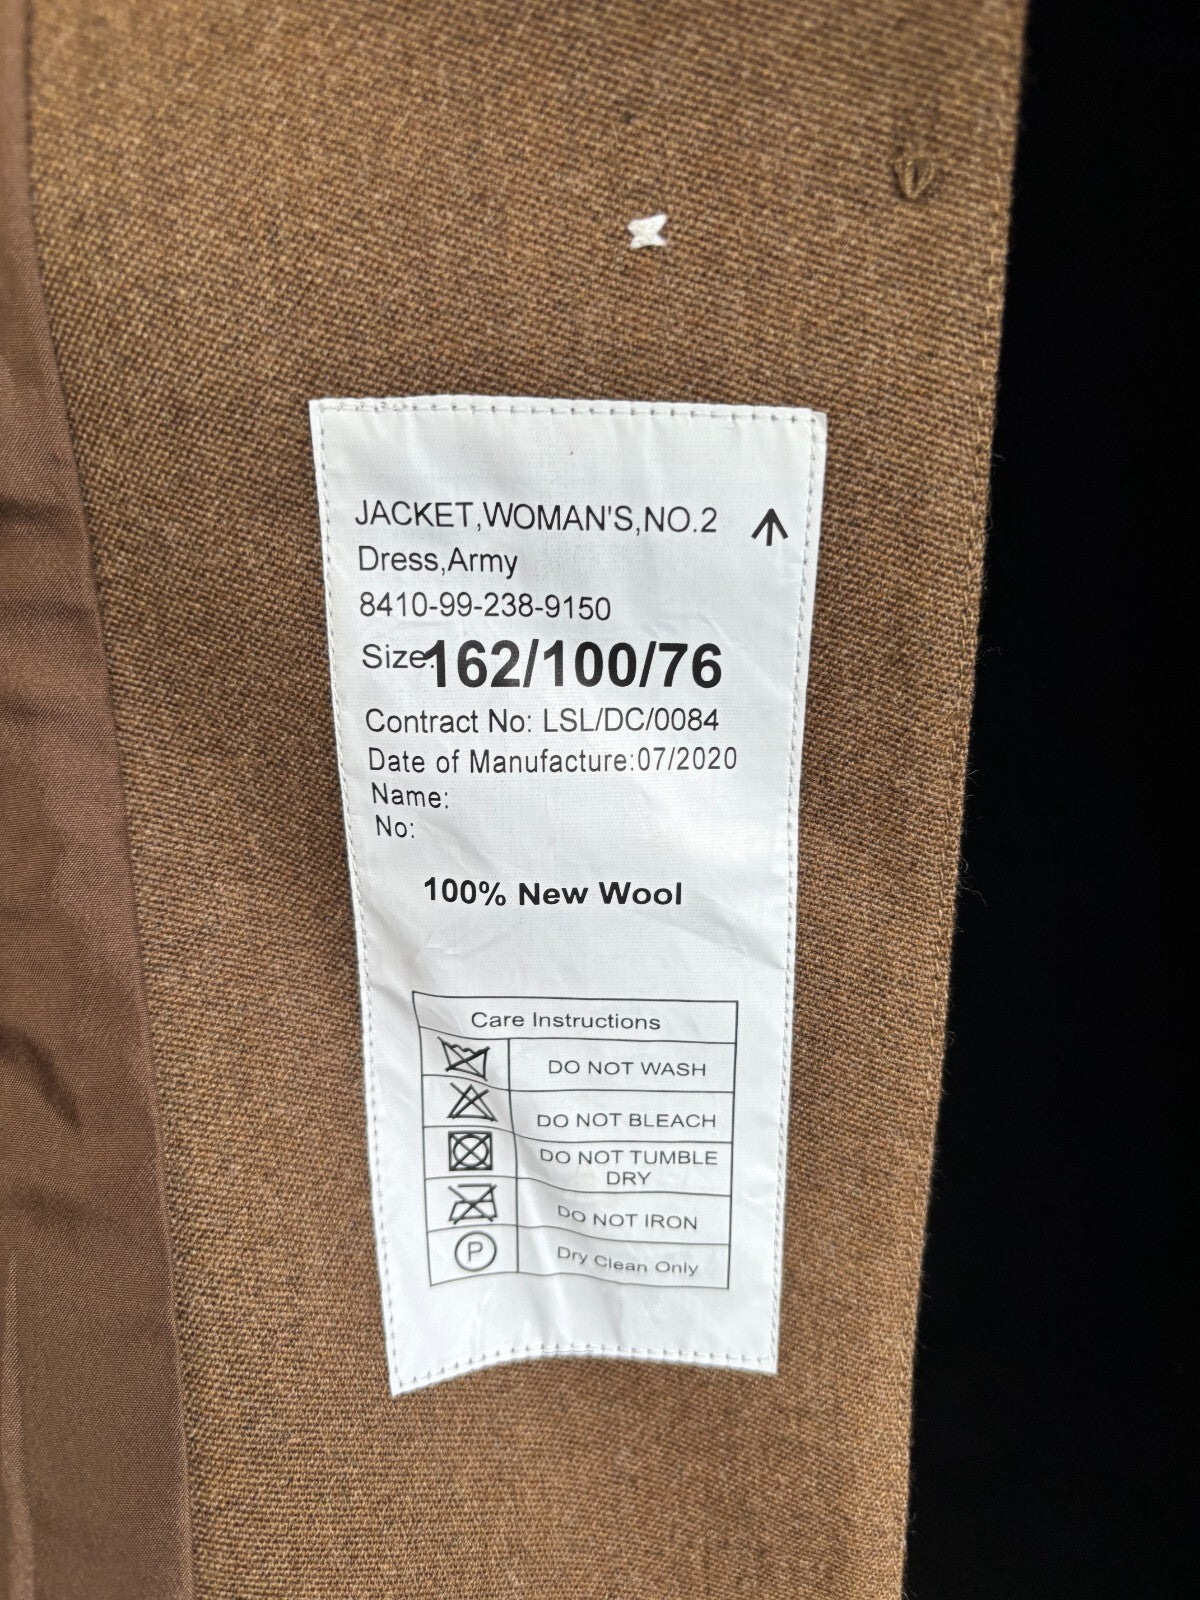 JACKET,WOMAN'S,NO.2
Dress,Army
8410-99-238-9150
Size:162/100/76
Contract No: LSL/DC/0084
Date of Manufacture:07/2020
Name:
No:
100% New Wool
Care Instructions
DO NOT WASH
DO NOT BLEACH
DO NOT TUMBLE
DRY
DO NOT IRON
P Dry Clean Only